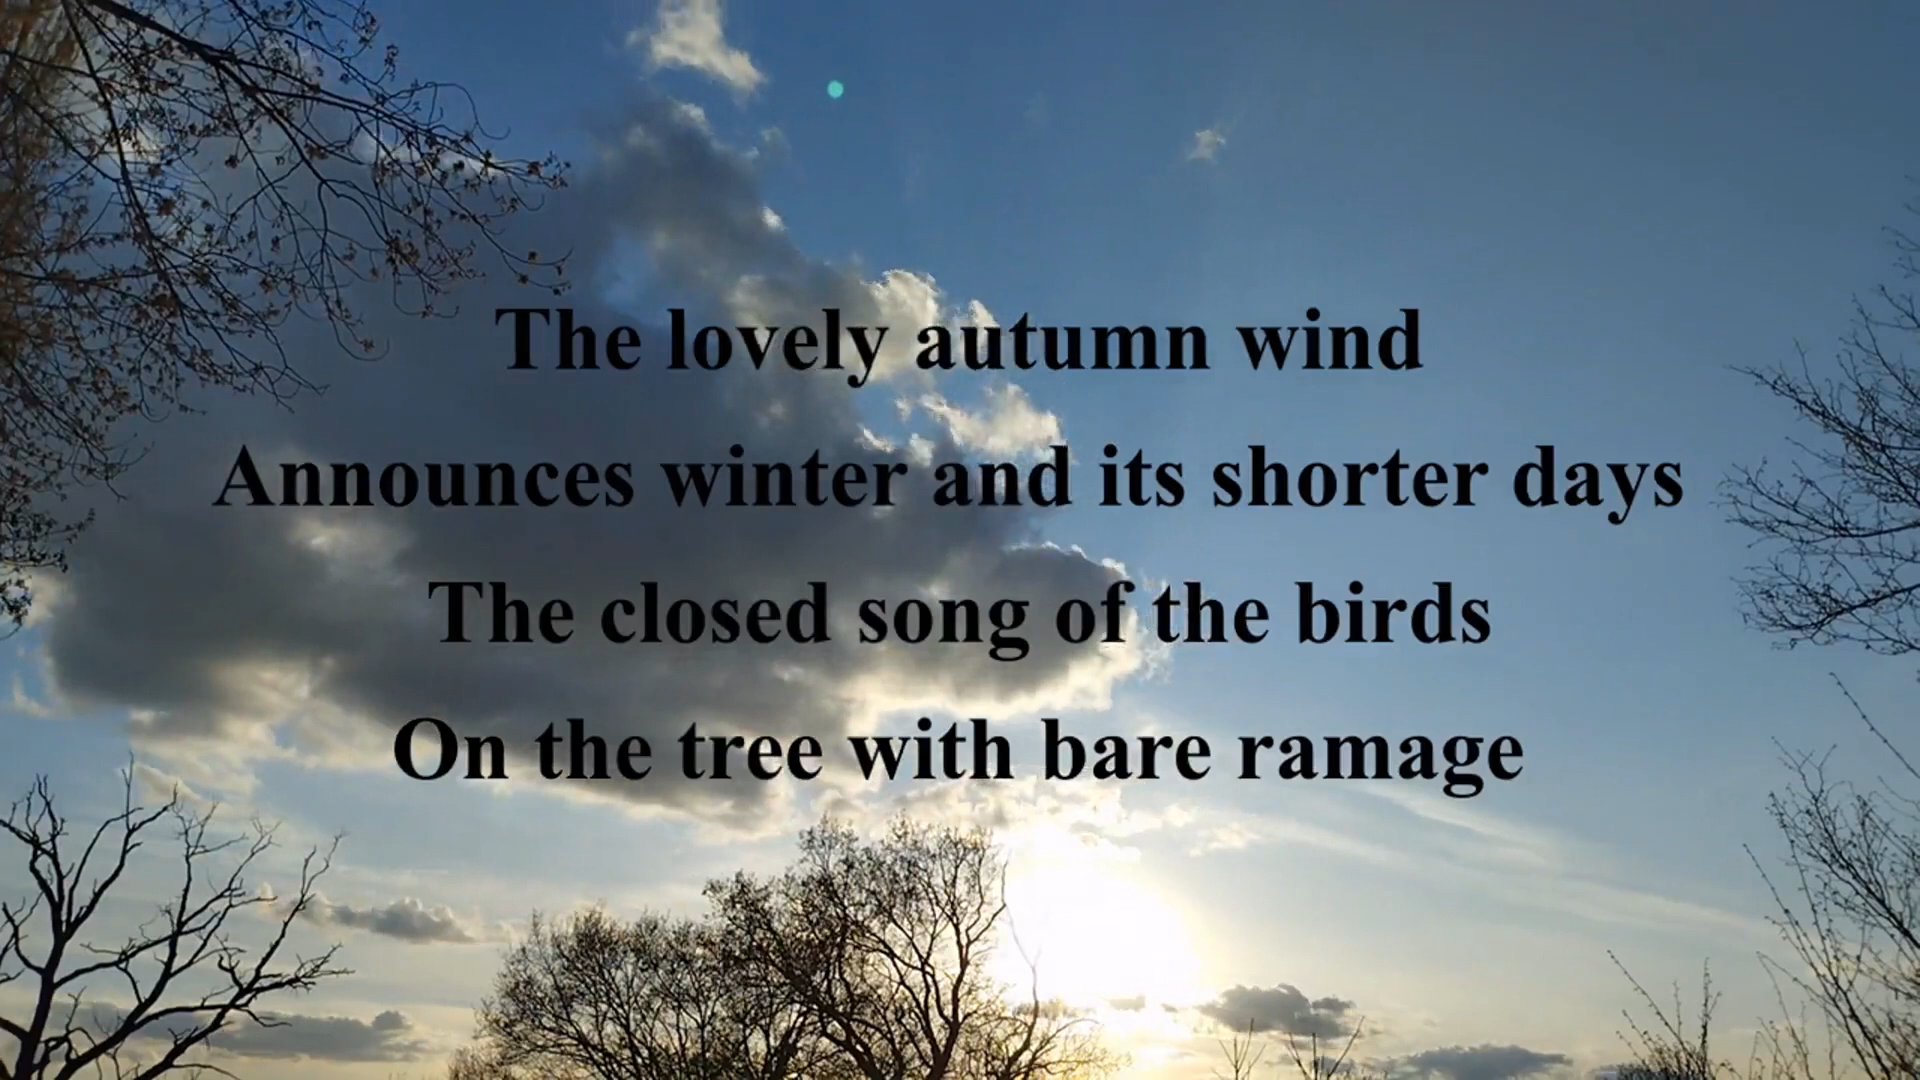 The lovely autumn wind
Announces winter and its shorter days
The closed song of the birds
On the tree with bare ramage